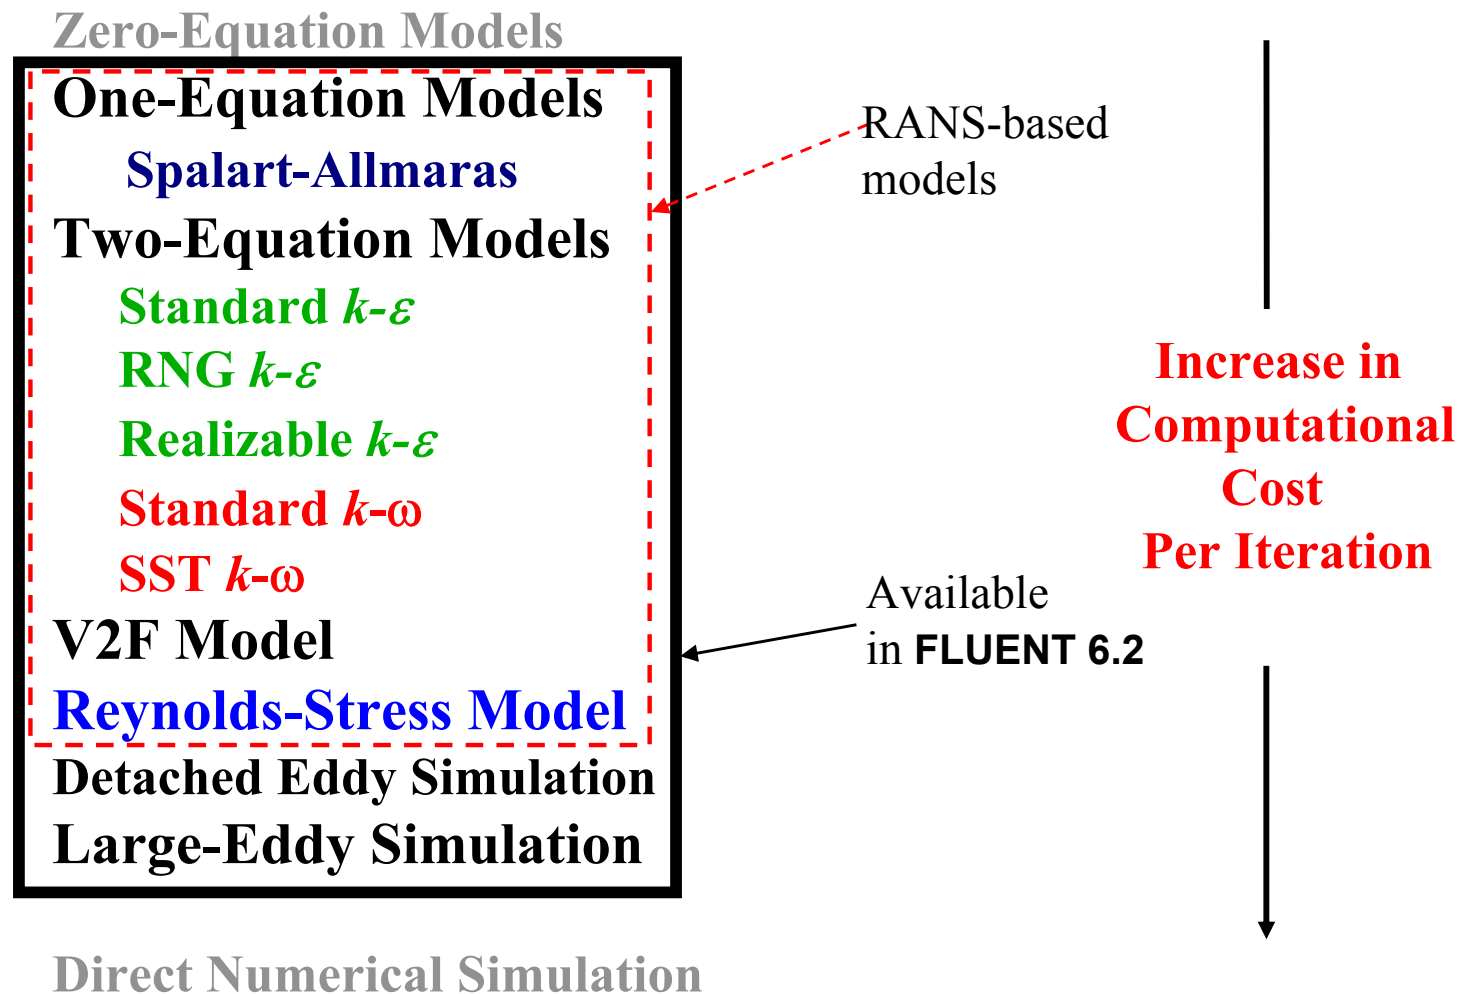 Zero-Equation Models
One-Equation Models
Spalart-Allmaras
Two-Equation Models
Standard k-ε
RNG k-ε
Realizable k-ε
Standard k-ω
SST k-ω
V2F Model
Reynolds-Stress Model
Detached Eddy Simulation
Large-Eddy Simulation
Direct Numerical Simulation
RANS-based
models
Available
in FLUENT 6.2
Increase in
Computational
Cost
Per Iteration